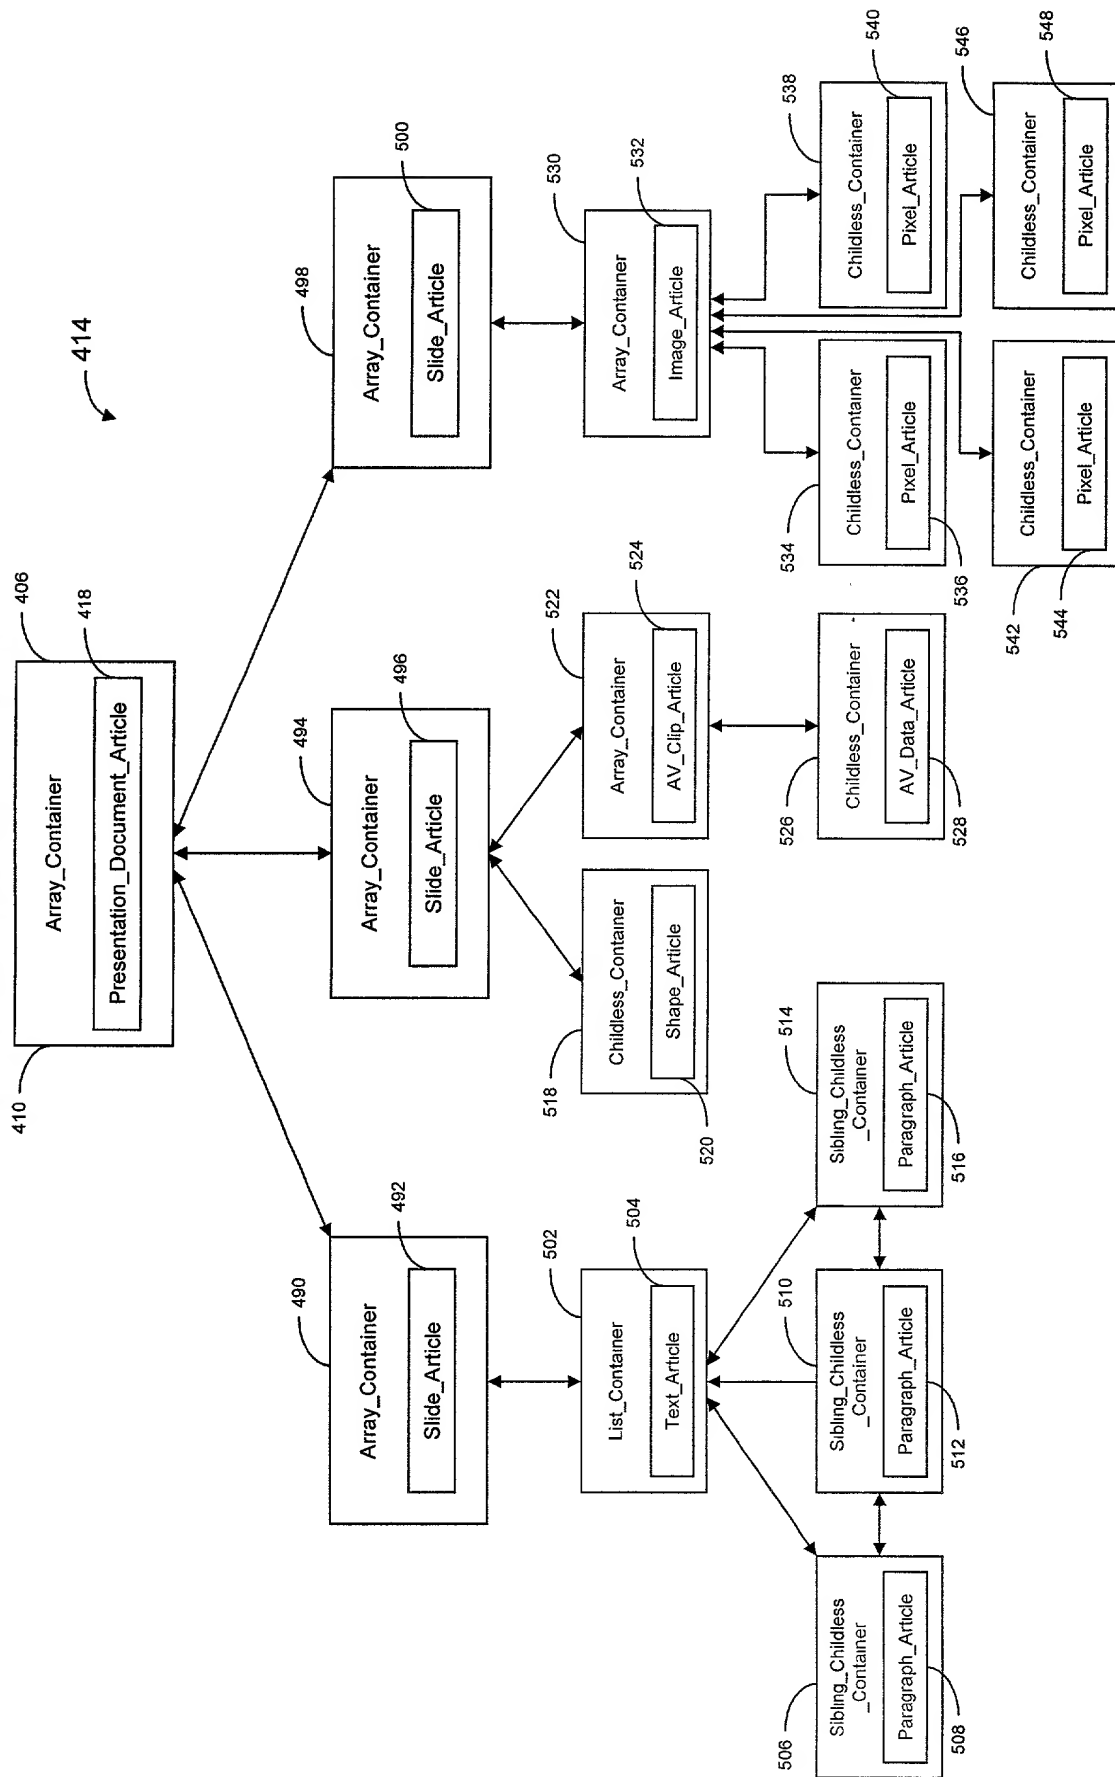 414
406
418
410
Array_Container
Presentation_Document_Article
490
492
Array_Container
Slide_Article
494
496
Array_Container
Slide_Article
498
500
Array_Container
Slide_Article
502
504
List_Container
Text_Article
518
520
Childless_Container
Shape_Article
522
524
Array_Container
AV_Clip_Article
530
532
Array_Container
Image_Article
506
508
Sibling_Childless
_Container
Paragraph_Article
510
512
Sibling_Childless
_Container
Paragraph_Article
514
516
Sibling_Childless
_Container
Paragraph_Article
526
528
Childless_Container
AV_Data_Article
534
536
Childless_Container
Pixel_Article
538
540
Childless_Container
Pixel_Article
542
544
Childless_Container
Pixel_Article
546
548
Childless_Container
Pixel_Article